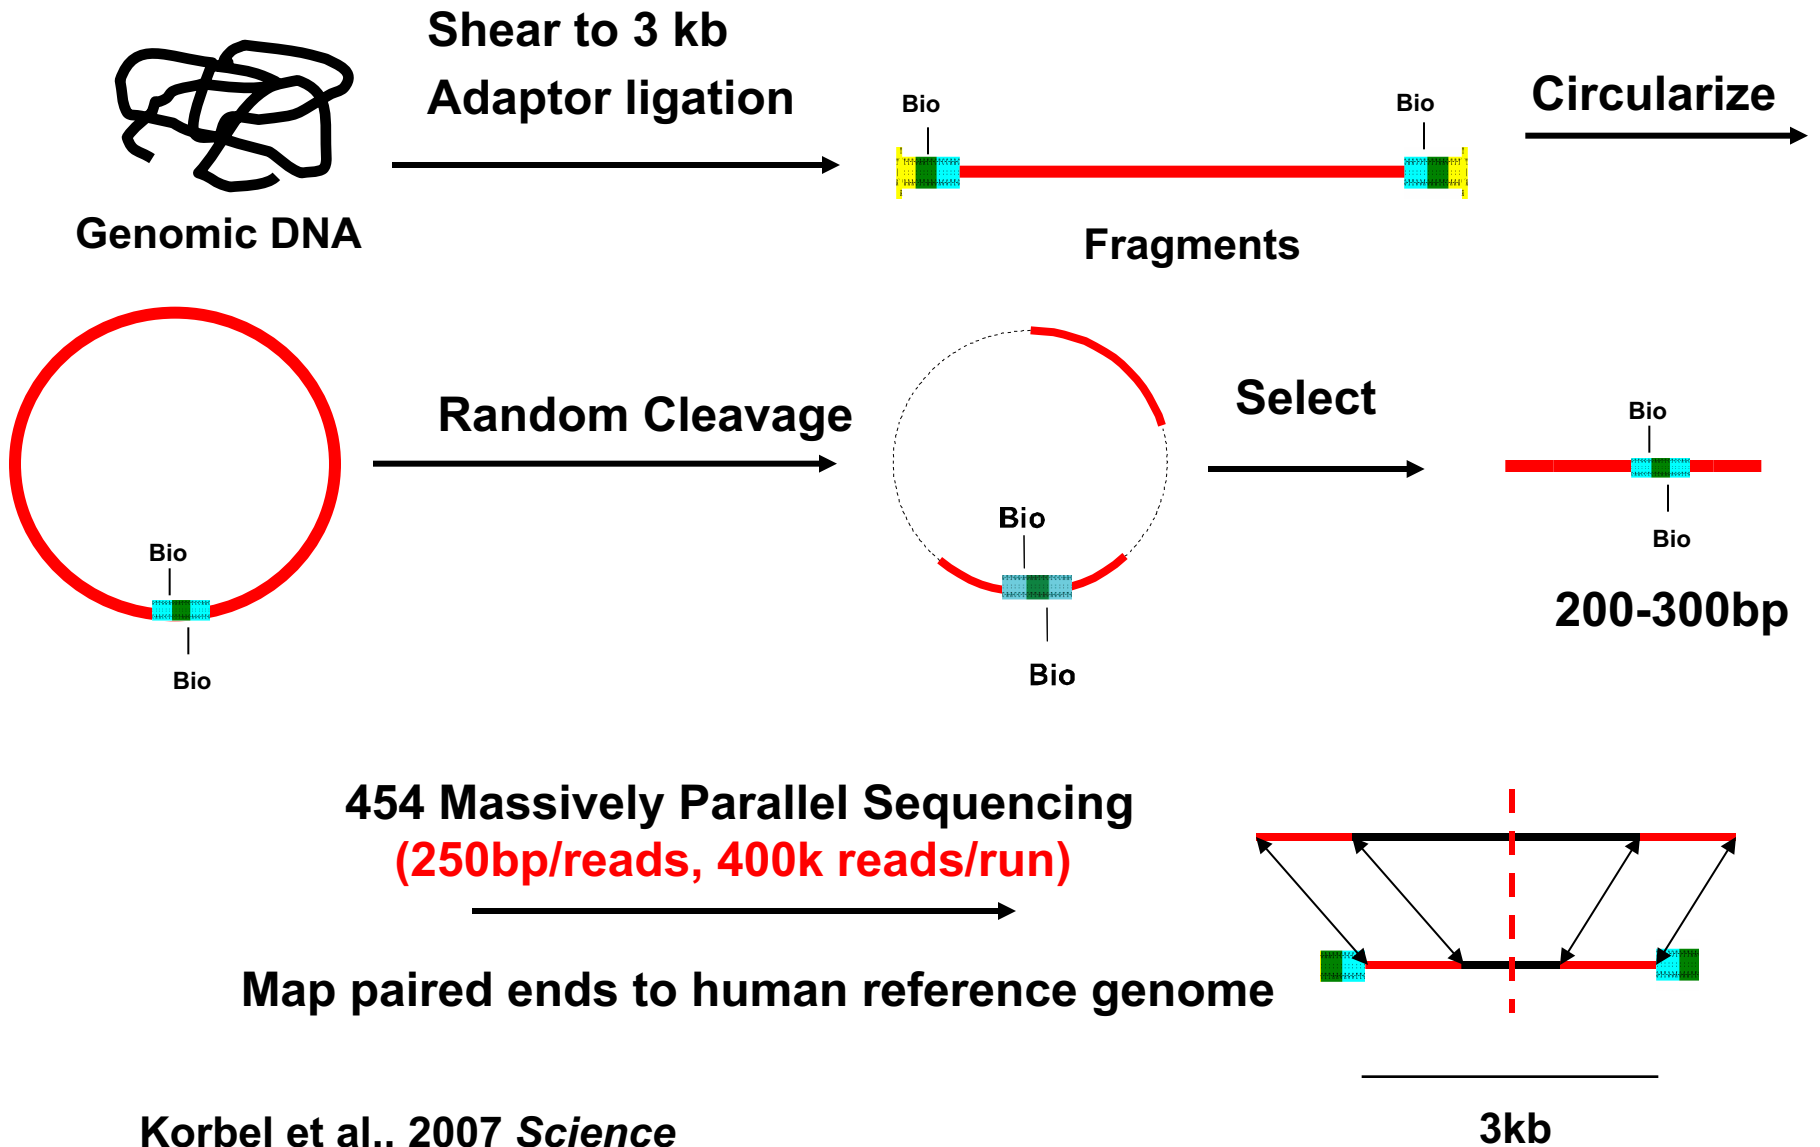 Shear to 3 kb
Adaptor ligation
Genomic DNA
Bio
Bio
Fragments
Circularize
Bio
Bio
Random Cleavage
Bio
Bio
Select
Bio
Bio
200-300bp
454 Massively Parallel Sequencing
(250bp/reads, 400k reads/run)
Map paired ends to human reference genome
3kb
Korbel et al., 2007 Science